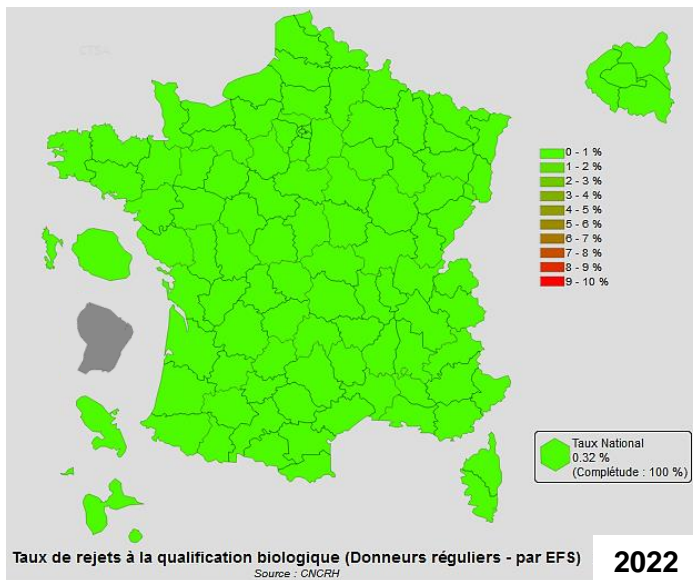 0 - 1 %
1 - 2 %
2 - 3 %
3 - 4 %
4 - 5%
5 - 6%
6 - 7%
7 - 8%
8 - 9%
9 - 10%
Taux National
0.32 %
(Complétude : 100 %)
Taux de rejets à la qualification biologique (Donneurs réguliers - par EFS)
Source : CNCRH
2022